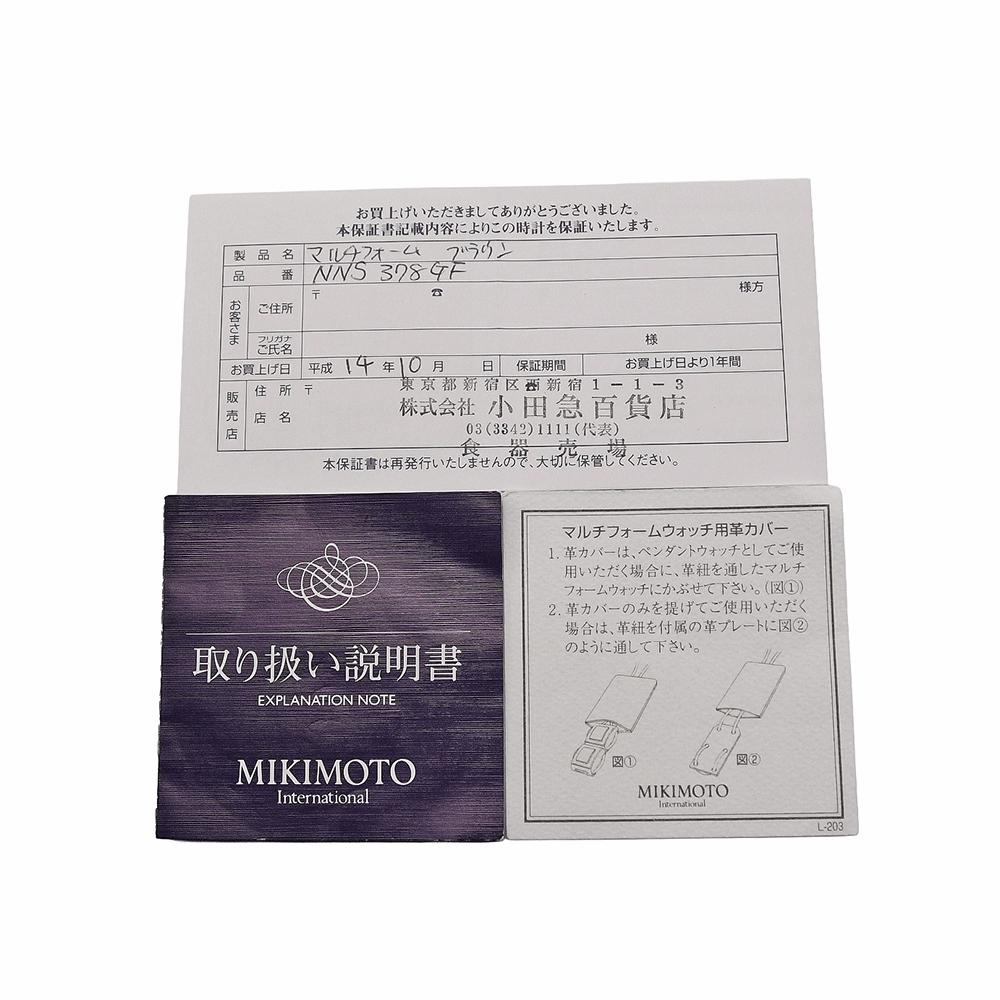 お買上げいただきましてありがとうございました。
本保証書記載内容によりこの時計を保証いたします。
製品名 マルチフォーム ブラウン
品番 NNS 378GF
お客さま ご住所 〒 ☎ 様方
フリガナ
ご氏名 様
お買上げ日 平成 14 年 10 月 日 保証期間 お買上げ日より1年間
販売店 住所 〒 ☎
店名
東京都新宿区西新宿1-1-3
株式会社 小田急百貨店
03(3342)1111(代表)
食器売場
本保証書は再発行いたしませんので、大切に保管してください。
取り扱い説明書
EXPLANATION NOTE
MIKIMOTO
International
マルチフォームウォッチ用革カバー
1. 革カバーは、ペンダントウォッチとしてご使
用いただく場合に、革紐を通したマルチ
フォームウォッチにかぶせて下さい。(図①)
2. 革カバーのみを提げてご使用いただく
場合は、革紐を付属の革プレートに図②
のように通して下さい。
図① 図②
MIKIMOTO
International
L-203